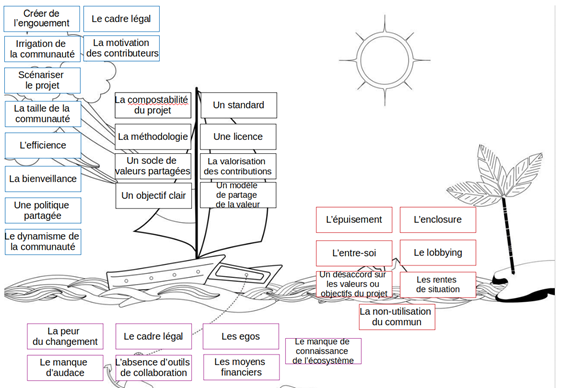 Créer de
l'engouement
Le cadre légal
Irrigation de
la communauté
La motivation
des contributeurs
Scénariser
le projet
La taille de la
communauté
L'efficience
La bienveillance
Une politique
partagée
Le dynamisme de
la communauté
La compostabilité
du projet
Un standard
La méthodologie
Une licence
Un socle de
valeurs partagées
La valorisation
des contributions
Un objectif clair
Un modèle
de partage
de la valeur
L'épuisement
L'enclosure
L'entre-soi
Le lobbying
Un désaccord sur
les valeurs ou
objectifs du projet
Les rentes
de situation
La non-utilisation
du commun
La peur
du changement
Le cadre légal
Les egos
Le manque de
connaissance
de l'écosystème
Le manque
d'audace
L'absence d'outils
de collaboration
Les moyens
financiers